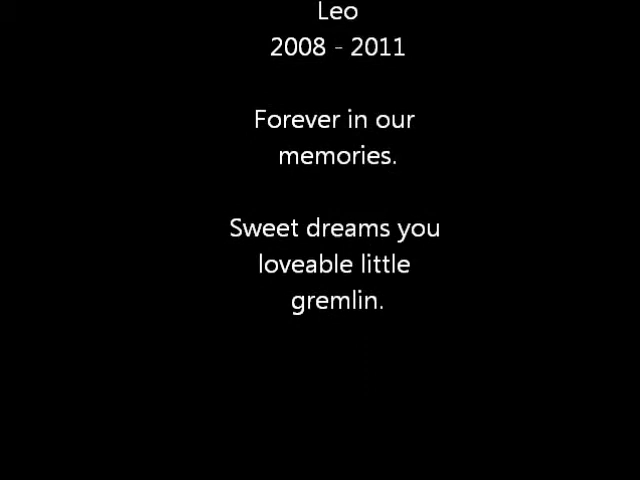 Leo
2008 - 2011
Forever in our
memories.
Sweet dreams you
loveable little
gremlin.